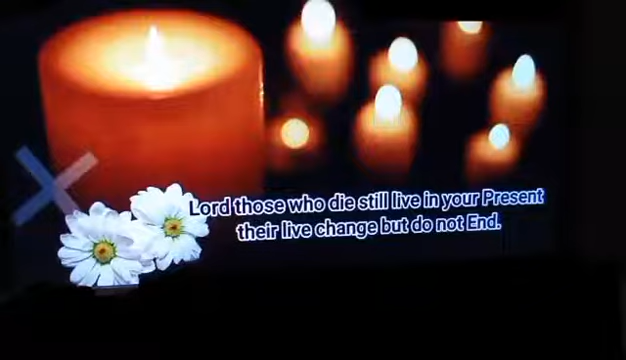 Lord those who die still live in your Present
their live change but do not End.